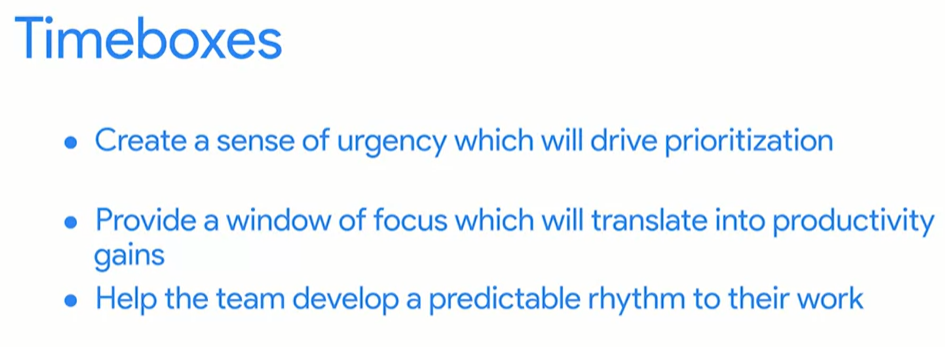 Timeboxes
• Create a sense of urgency which will drive prioritization
• Provide a window of focus which will translate into productivity
gains
• Help the team develop a predictable rhythm to their work